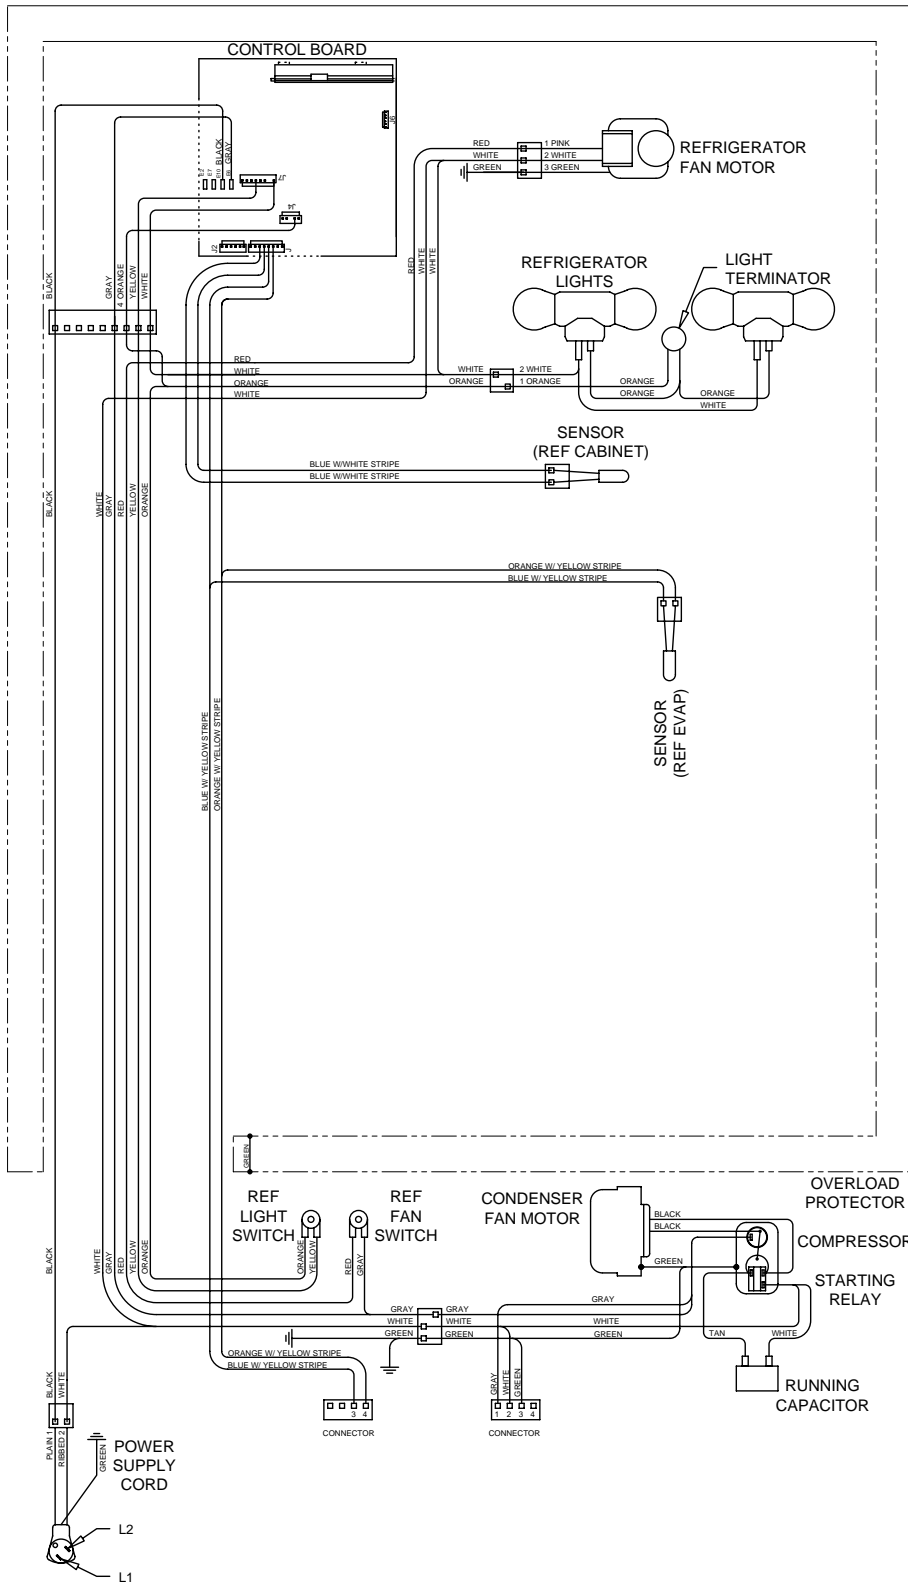 CONTROL BOARD
J6
BLACK
GRAY
E7
E10
E6
J7
J4
J2
RED
WHITE
GREEN
1 PINK
2 WHITE
3 GREEN
REFRIGERATOR
FAN MOTOR
BLACK
GRAY
4 ORANGE
YELLOW
WHITE
RED
WHITE
WHITE
REFRIGERATOR
LIGHTS
LIGHT
TERMINATOR
RED
WHITE
ORANGE
WHITE
WHITE
ORANGE
2 WHITE
1 ORANGE
ORANGE
ORANGE
ORANGE
WHITE
SENSOR
(REF CABINET)
BLUE W/WHITE STRIPE
BLUE W/WHITE STRIPE
BLACK
WHITE
GRAY
RED
YELLOW
ORANGE
ORANGE W/ YELLOW STRIPE
BLUE W/ YELLOW STRIPE
SENSOR
(REF EVAP)
BLUE W/ YELLOW STRIPE
ORANGE W/ YELLOW STRIPE
GREEN
OVERLOAD
PROTECTOR
REF
LIGHT
SWITCH
REF
FAN
SWITCH
CONDENSER
FAN MOTOR
BLACK
BLACK
GREEN
COMPRESSOR
STARTING
RELAY
BLACK
WHITE
GRAY
RED
YELLOW
ORANGE
ORANGE
YELLOW
RED
GRAY
GRAY
GRAY
GRAY
WHITE
WHITE
WHITE
GREEN
GREEN
GREEN
TAN
WHITE
ORANGE W/ YELLOW STRIPE
BLUE W/ YELLOW STRIPE
GRAY
WHITE
GREEN
RUNNING
CAPACITOR
3 4
CONNECTOR
1 2 3 4
CONNECTOR
BLACK
WHITE
PLAIN 1
RIBBED 2
GREEN
POWER
SUPPLY
CORD
L2
L1